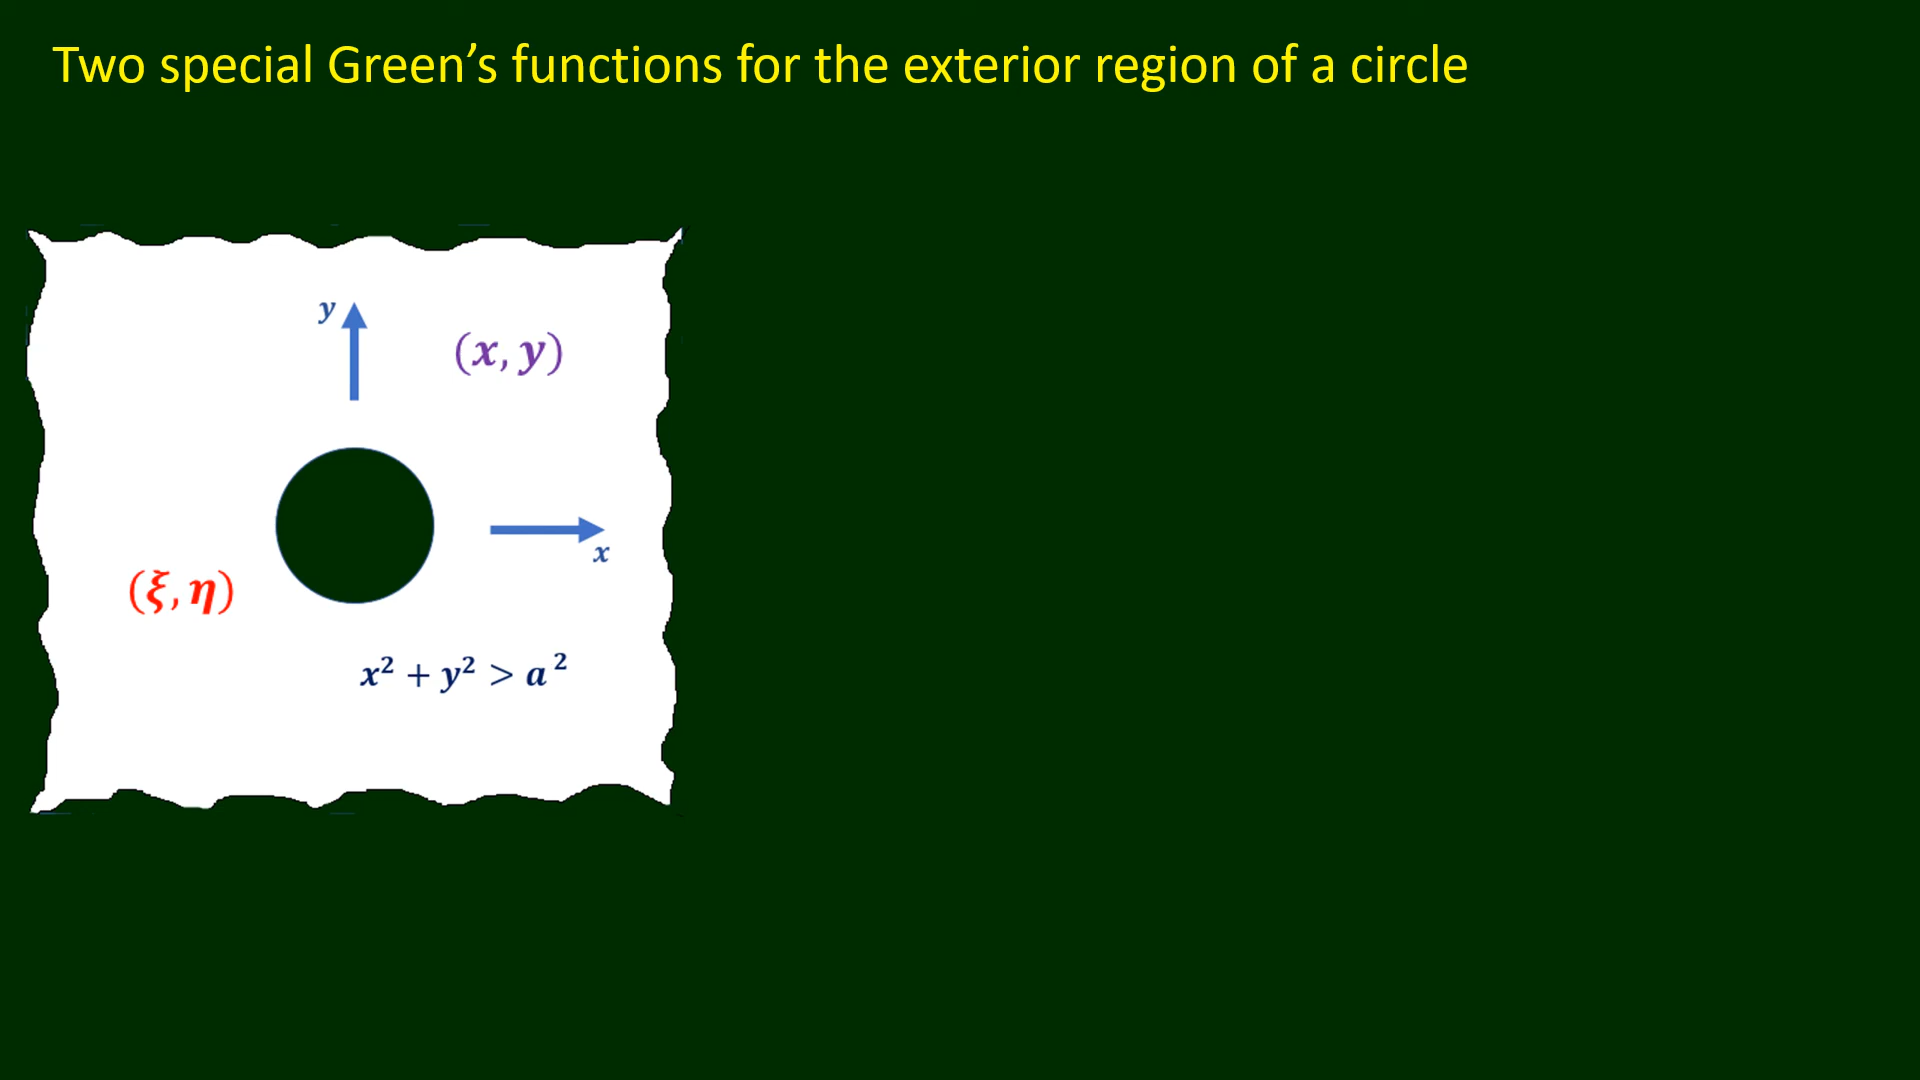 Two special Green’s functions for the exterior region of a circle
y
(x, y)
x
(ξ, η)
x² + y² > a²